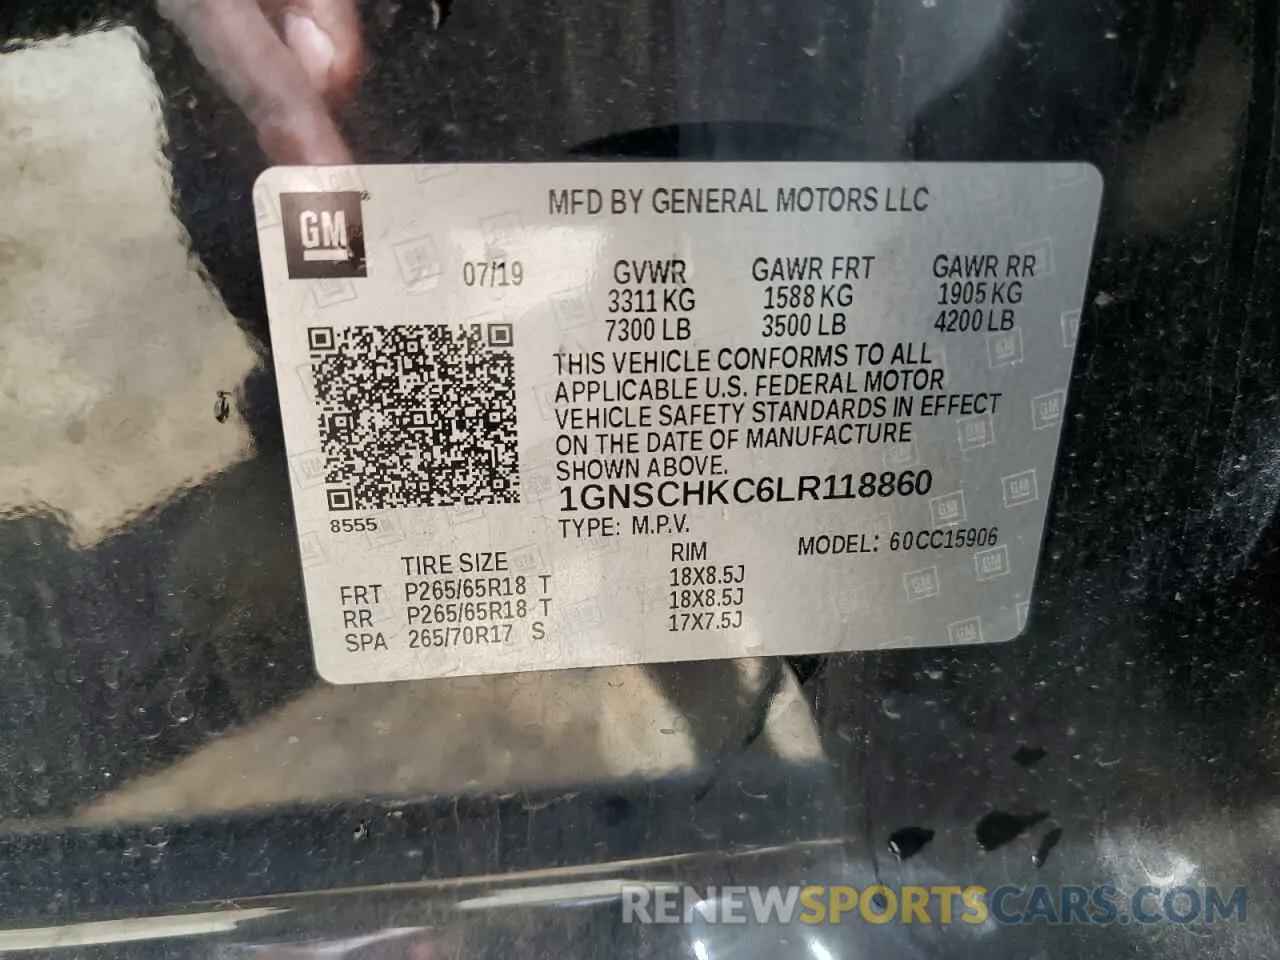 GM ®
MFD BY GENERAL MOTORS LLC
07/19
GVWR GAWR FRT GAWR RR
3311 KG 1588 KG 1905 KG
7300 LB 3500 LB 4200 LB
THIS VEHICLE CONFORMS TO ALL
APPLICABLE U.S. FEDERAL MOTOR
VEHICLE SAFETY STANDARDS IN EFFECT
ON THE DATE OF MANUFACTURE
SHOWN ABOVE.
1GNSCHKC6LR118860
8555
TYPE: M.P.V.
MODEL: 60CC15906
TIRE SIZE RIM
FRT P265/65R18 T 18X8.5J
RR P265/65R18 T 18X8.5J
SPA 265/70R17 S 17X7.5J
RENEWSPORTSCARS.COM